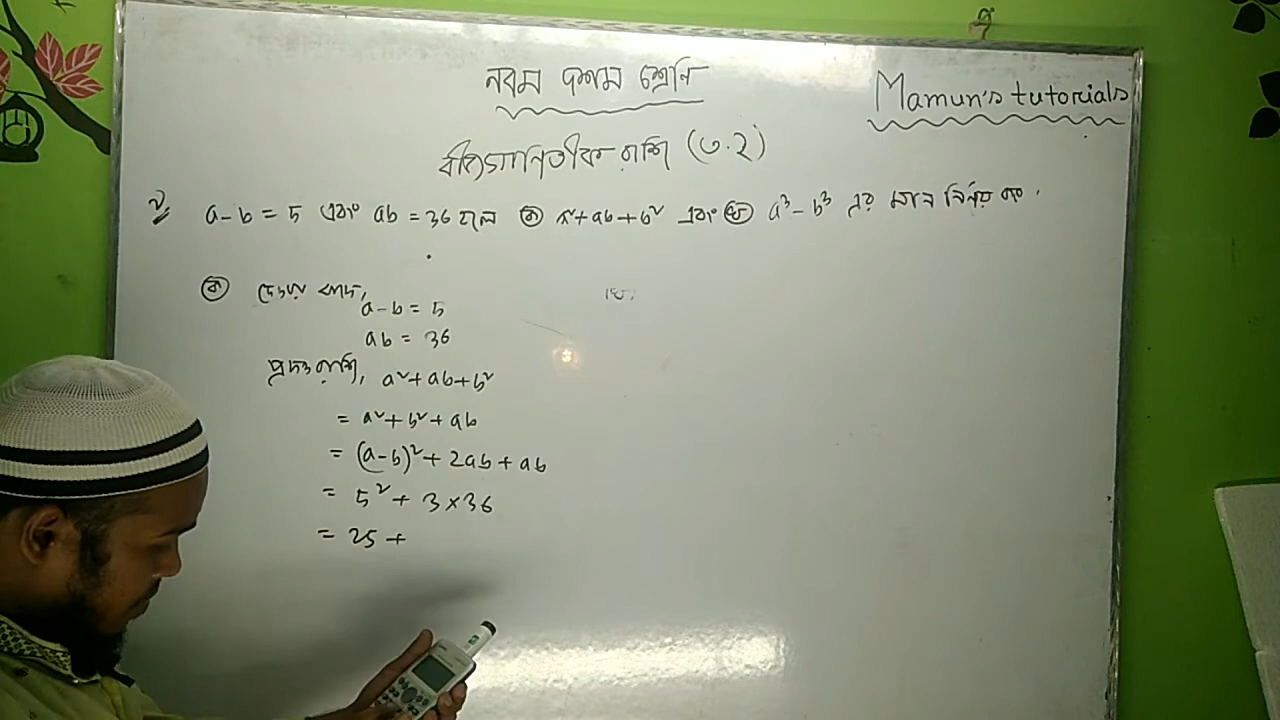 নবম দশম শ্রেণি
Mamun's tutorials
বীজগানিতীক রাশি (৩.২)
২, a-b = 5 এবং ab = 36 হলে ক a²+ab+b² এবং খ a³-b³ এর মান নির্ণয় কর।
ক দেওয়া আছে,
a-b = 5
ab = 36
প্রদত্ত রাশি, a²+ab+b²
= a²+b²+ab
= (a-b)²+2ab+ab
= 5²+3×36
= 25 +